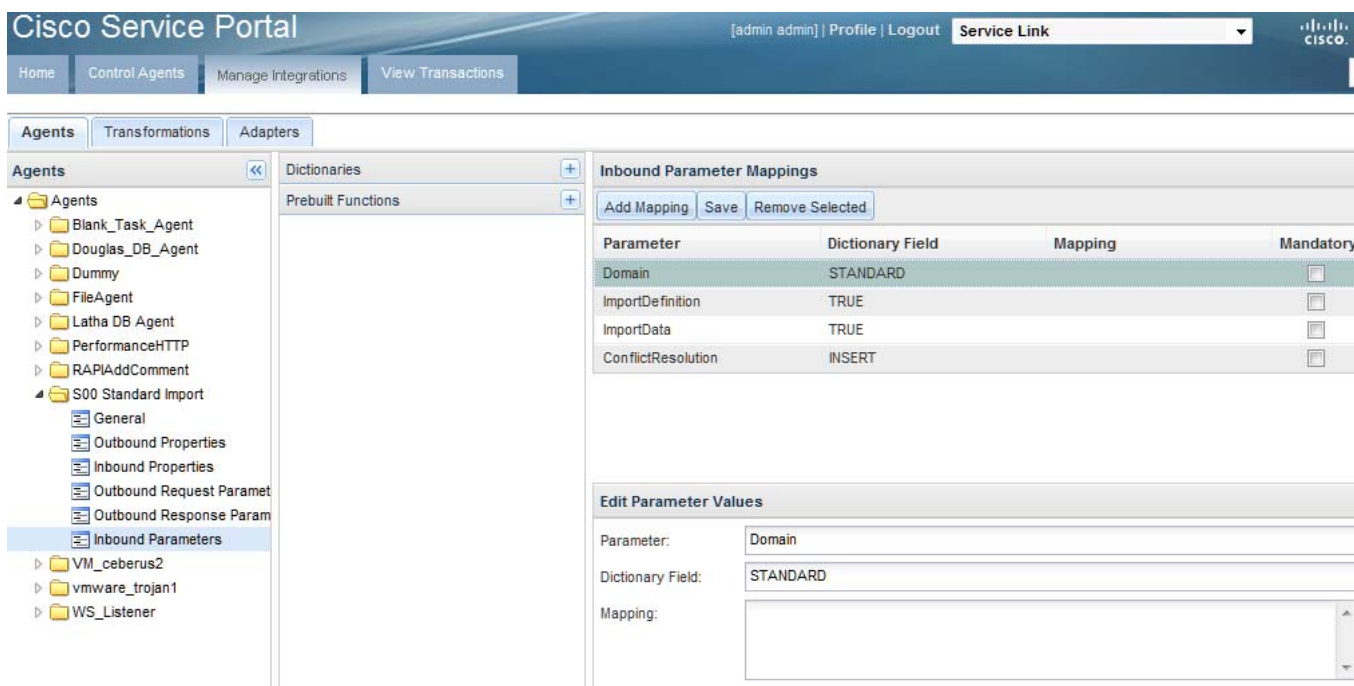 Cisco Service Portal
[admin admin] | Profile | Logout Service Link
CISCO.
Home Control Agents Manage Integrations View Transactions
Agents Transformations Adapters
Agents
Agents
Blank_Task_Agent
Douglas_DB_Agent
Dummy
FileAgent
Latha DB Agent
PerformanceHTTP
RAPIAddComment
S00 Standard Import
General
Outbound Properties
Inbound Properties
Outbound Request Paramet
Outbound Response Param
Inbound Parameters
VM_ceberus2
vmware_trojan1
WS_Listener
Dictionaries
Prebuilt Functions
Inbound Parameter Mappings
Add Mapping Save Remove Selected
Parameter Dictionary Field Mapping Mandatory
Domain STANDARD
ImportDefinition TRUE
ImportData TRUE
ConflictResolution INSERT
Edit Parameter Values
Parameter: Domain
Dictionary Field: STANDARD
Mapping: